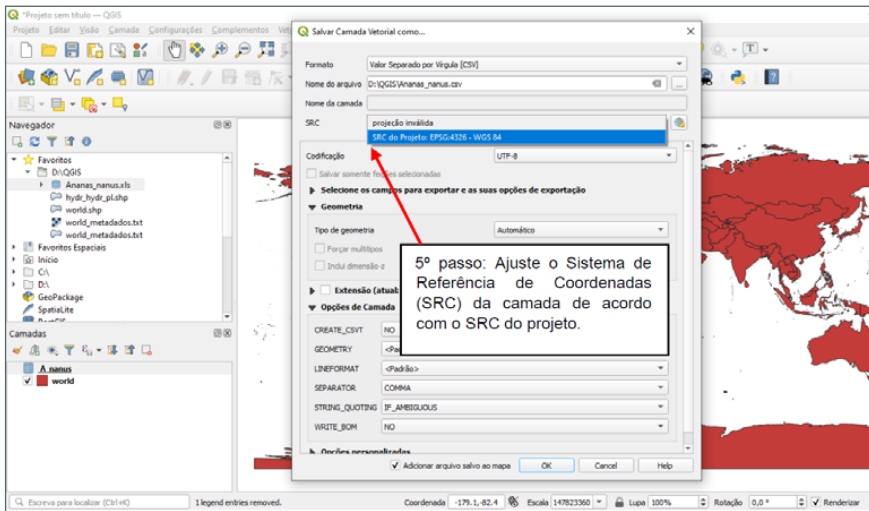 *Projeto sem título — QGIS
Projeto Editar Visão Camada Configurações Complementos Vet
Salvar Camada Vetorial como...
Formato Valor Separado por Vírgula [CSV]
Nome do arquivo D:\QGIS\Ananas_nanus.csv ...
Nome da camada
SRC projeção inválida
SRC do Projeto: EPSG:4326 - WGS 84
Codificação UTF-8
Salvar somente feições selecionadas
Selecione os campos para exportar e as suas opções de exportação
Geometria
Tipo de geometria Automático
Forçar multitipos
Inclui dimensão-z
Extensão (atual:
Opções de Camada
CREATE_CSVT NO
GEOMETRY <Pad
LINEFORMAT <Padrão>
SEPARATOR COMMA
STRING_QUOTING IF_AMBIGUOUS
WRITE_BOM NO
Opções personalizadas
Adicionar arquivo salvo ao mapa OK Cancel Help
5º passo: Ajuste o Sistema de
Referência de Coordenadas
(SRC) da camada de acordo
com o SRC do projeto.
Navegador
Favoritos
D:\QGIS
Ananas_nanus.xls
hydr_hydr_pl.shp
world.shp
world_metadados.txt
world_metadados.txt
Favoritos Espaciais
Início
C:\
D:\
GeoPackage
SpatiaLite
PostGIS
Camadas
A_nanus
world
Escreva para localizar (Ctrl+K) 1 legend entries removed. Coordenada -179.1,-82.4 Escala 147823360 Lupa 100% Rotação 0,0 ° Renderizar